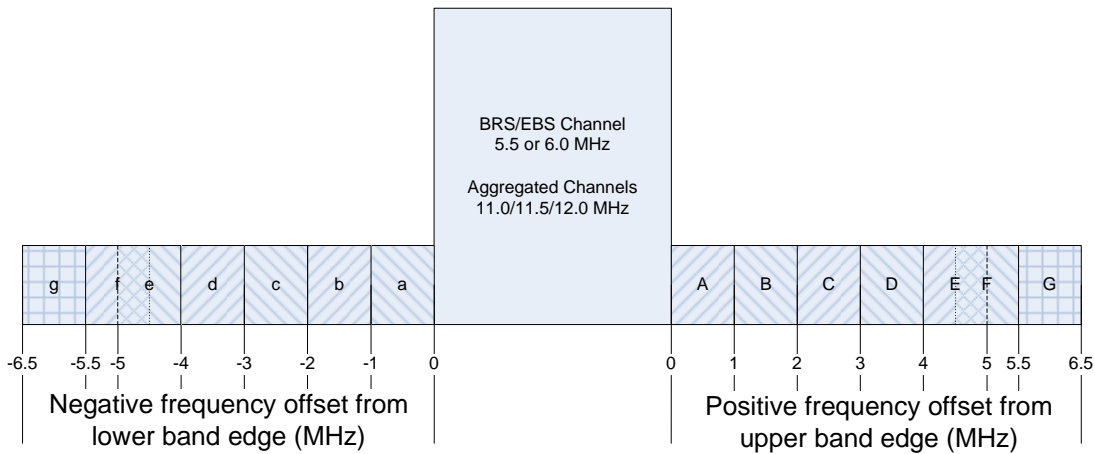 BRS/EBS Channel
5.5 or 6.0 MHz
Aggregated Channels
11.0/11.5/12.0 MHz
g f e d c b a A B C D E F G
-6.5 -5.5 -5 -4 -3 -2 -1 0 0 1 2 3 4 5 5.5 6.5
Negative frequency offset from
lower band edge (MHz)
Positive frequency offset from
upper band edge (MHz)